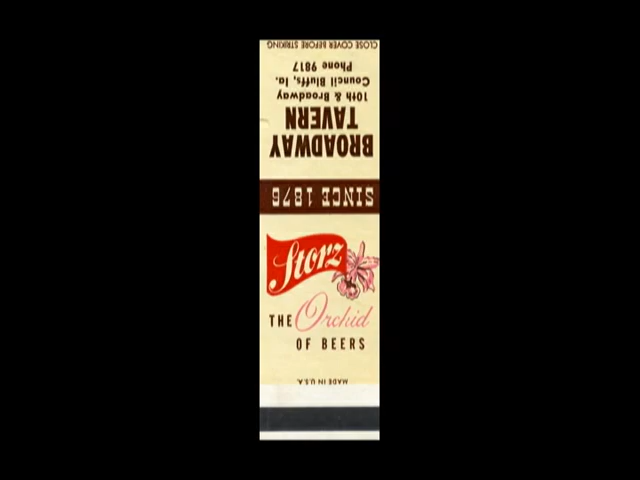 CLOSE COVER BEFORE STRIKING
Phone 9817
Council Bluffs, Ia.
10th & Broadway
TAVERN
BROADWAY
SINCE 1876
Storz
THE Orchid
OF BEERS
MADE IN U.S.A.